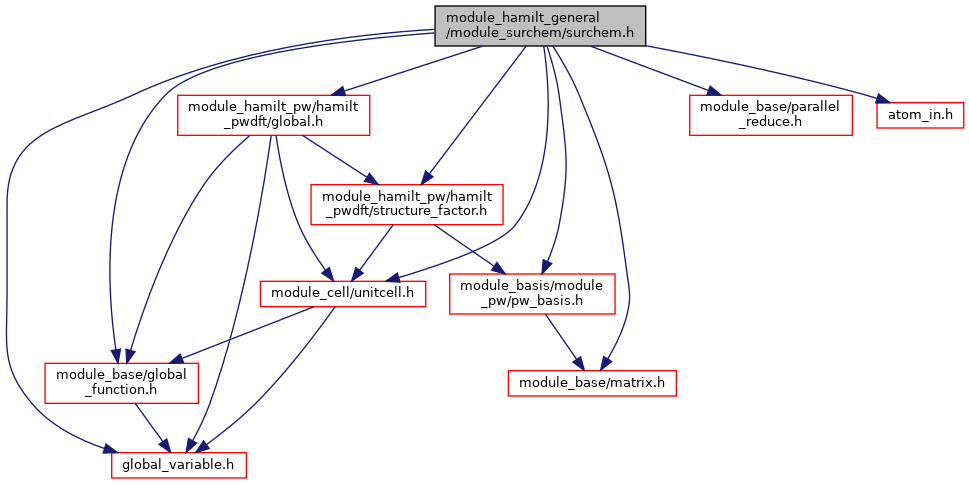 module_hamilt_general
/module_surchem/surchem.h
module_hamilt_pw/hamilt
_pwdft/global.h
module_base/parallel
_reduce.h
atom_in.h
module_hamilt_pw/hamilt
_pwdft/structure_factor.h
module_cell/unitcell.h
module_basis/module
_pw/pw_basis.h
module_base/global
_function.h
module_base/matrix.h
global_variable.h